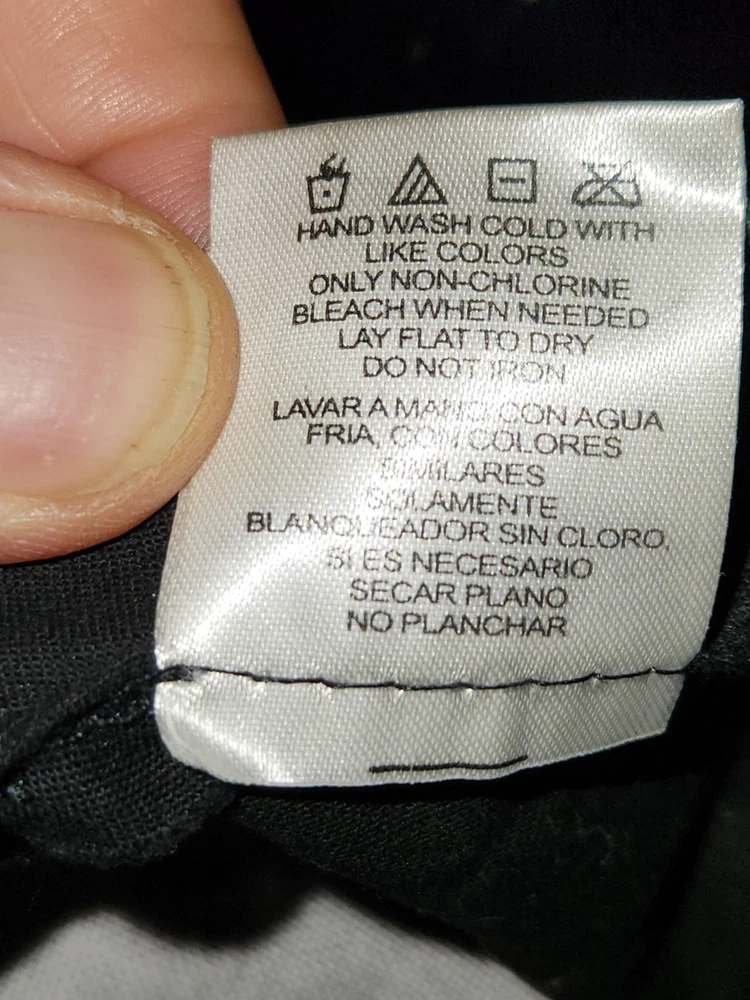 HAND WASH COLD WITH
LIKE COLORS
ONLY NON-CHLORINE
BLEACH WHEN NEEDED
LAY FLAT TO DRY
DO NOT IRON
LAVAR A MANO CON AGUA
FRIA, CON COLORES
SIMILARES
SOLAMENTE
BLANQUEADOR SIN CLORO,
SI ES NECESARIO
SECAR PLANO
NO PLANCHAR